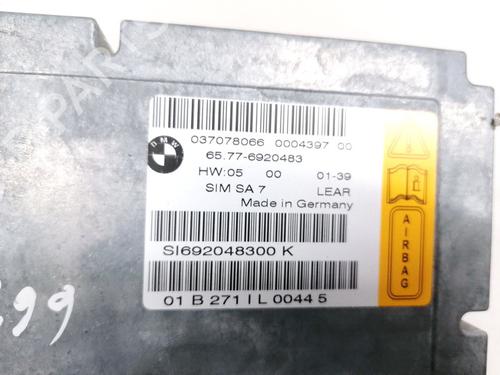 BMW
037078066 0004397 00
65.77-6920483
HW:05 00 01-39
SIM SA 7 LEAR
Made in Germany
SI692048300 K
01 B 271 I L 0044 5
AIRBAG